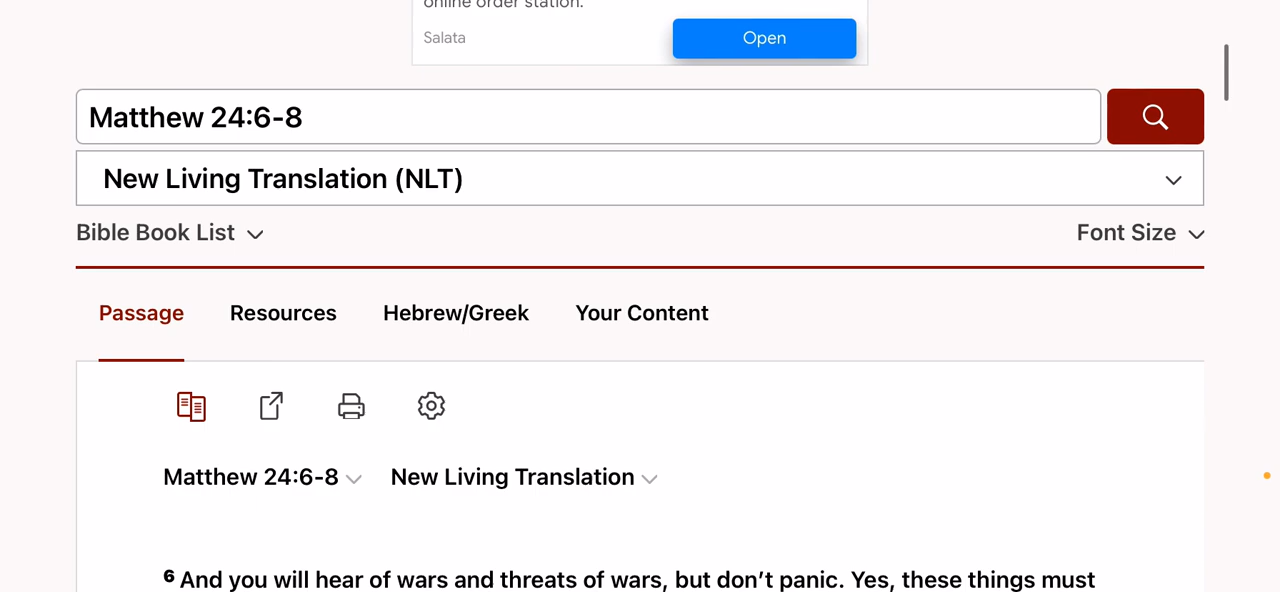 online order station.
Salata
Open
Matthew 24:6-8
New Living Translation (NLT)
Bible Book List
Font Size
Passage Resources Hebrew/Greek Your Content
Matthew 24:6-8 New Living Translation
6 And you will hear of wars and threats of wars, but don’t panic. Yes, these things must